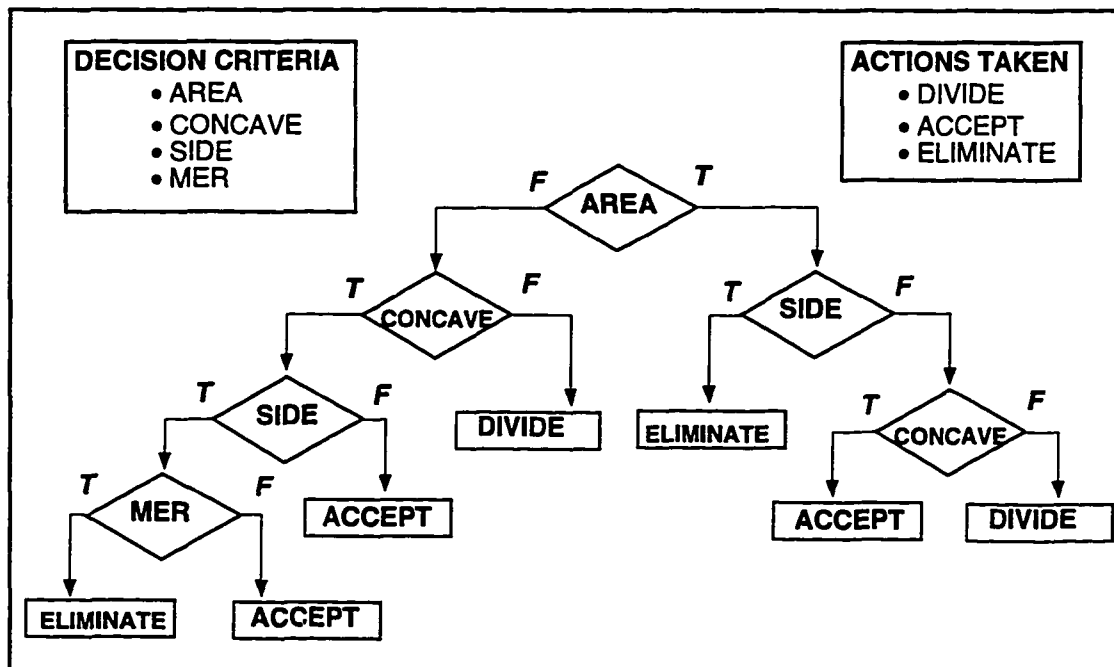 DECISION CRITERIA
• AREA
• CONCAVE
• SIDE
• MER
ACTIONS TAKEN
• DIVIDE
• ACCEPT
• ELIMINATE
F
T
AREA
T
F
CONCAVE
T
F
SIDE
T
F
SIDE
DIVIDE
ELIMINATE
T
F
CONCAVE
T
F
MER
ACCEPT
ACCEPT
DIVIDE
ELIMINATE
ACCEPT